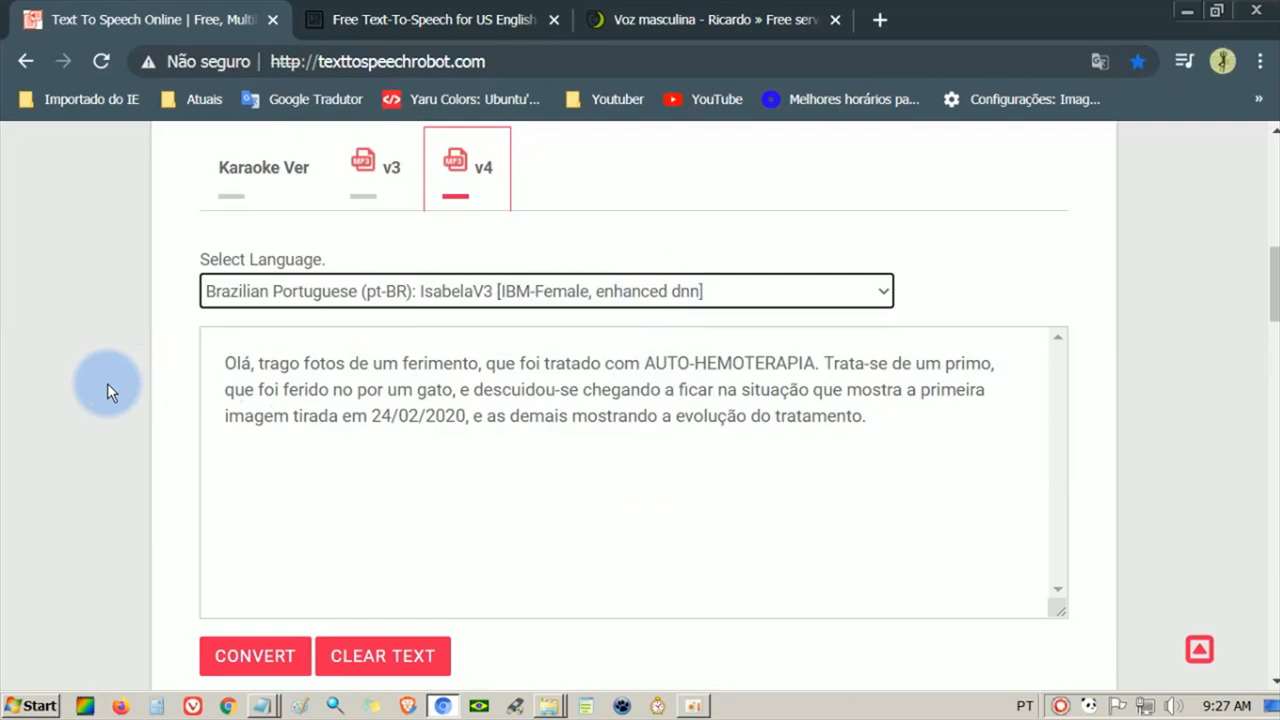 Text To Speech Online | Free, Multi
Free Text-To-Speech for US English
Voz masculina - Ricardo » Free serv
Não seguro
http://texttospeechrobot.com
Importado do IE
Atuais
Google Tradutor
Yaru Colors: Ubuntu'...
Youtuber
YouTube
Melhores horários pa...
Configurações: Imag...
»
Karaoke Ver
MP3 v3
MP3 v4
Select Language.
Brazilian Portuguese (pt-BR): IsabelaV3 [IBM-Female, enhanced dnn]
Olá, trago fotos de um ferimento, que foi tratado com AUTO-HEMOTERAPIA. Trata-se de um primo,
que foi ferido no por um gato, e descuidou-se chegando a ficar na situação que mostra a primeira
imagem tirada em 24/02/2020, e as demais mostrando a evolução do tratamento.
CONVERT
CLEAR TEXT
Start
PT
9:27 AM